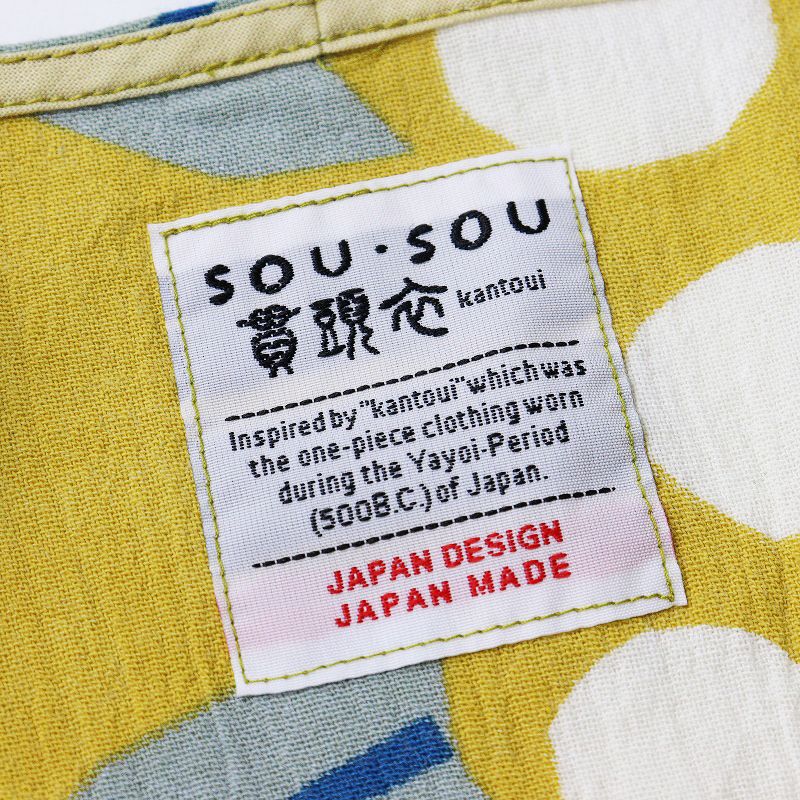 SOU・SOU
貫頭衣 kantoui
Inspired by "kantoui" which was
the one-piece clothing worn
during the Yayoi-Period
(500B.C.) of Japan.
JAPAN DESIGN
JAPAN MADE